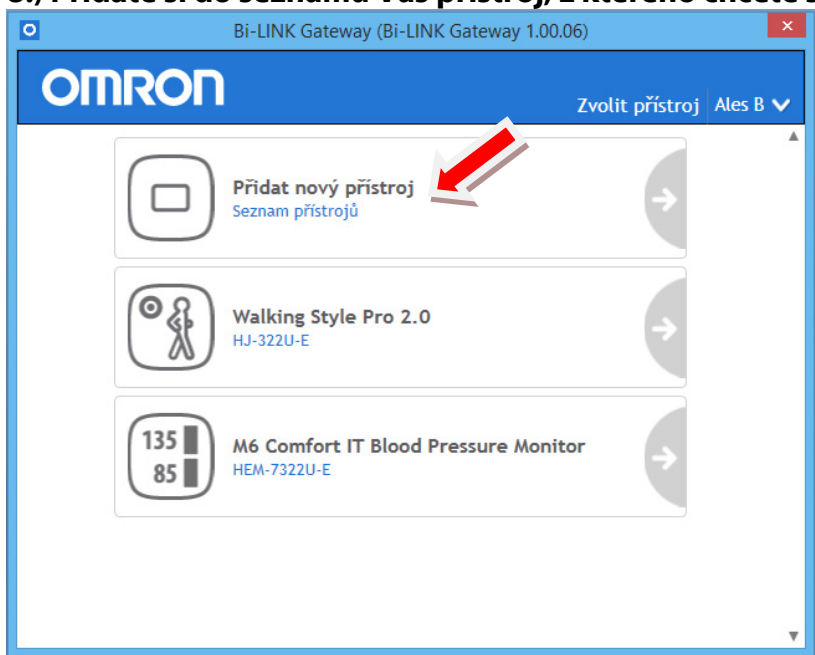 Bi-LINK Gateway (Bi-LINK Gateway 1.00.06)
OMRON
Zvolit přístroj Ales B
Přidat nový přístroj
Seznam přístrojů
Walking Style Pro 2.0
HJ-322U-E
135
85
M6 Comfort IT Blood Pressure Monitor
HEM-7322U-E